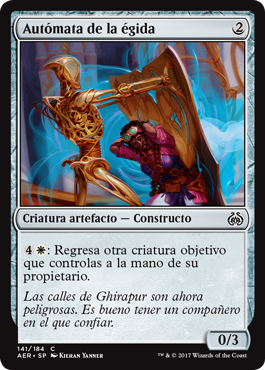 Autómata de la égida 2
Criatura artefacto — Constructo
4 : Regresa otra criatura objetivo
que controlas a la mano de su
propietario.
Las calles de Ghirapur son ahora
peligrosas. Es bueno tener un compañero
en el que confiar.
0/3
141/184 C
AER • SP KIERAN YANNER
™ & © 2017 Wizards of the Coast